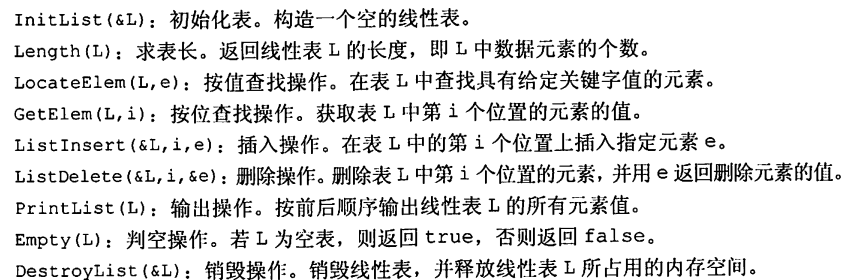 InitList(&L): 初始化表。构造一个空的线性表。
Length(L): 求表长。返回线性表 L 的长度，即 L 中数据元素的个数。
LocateElem(L,e): 按值查找操作。在表 L 中查找具有给定关键字值的元素。
GetElem(L,i): 按位查找操作。获取表 L 中第 i 个位置的元素的值。
ListInsert(&L,i,e): 插入操作。在表 L 中的第 i 个位置上插入指定元素 e。
ListDelete(&L,i,&e): 删除操作。删除表 L 中第 i 个位置的元素，并用 e 返回删除元素的值。
PrintList(L): 输出操作。按前后顺序输出线性表 L 的所有元素值。
Empty(L): 判空操作。若 L 为空表，则返回 true，否则返回 false。
DestroyList(&L): 销毁操作。销毁线性表，并释放线性表 L 所占用的内存空间。